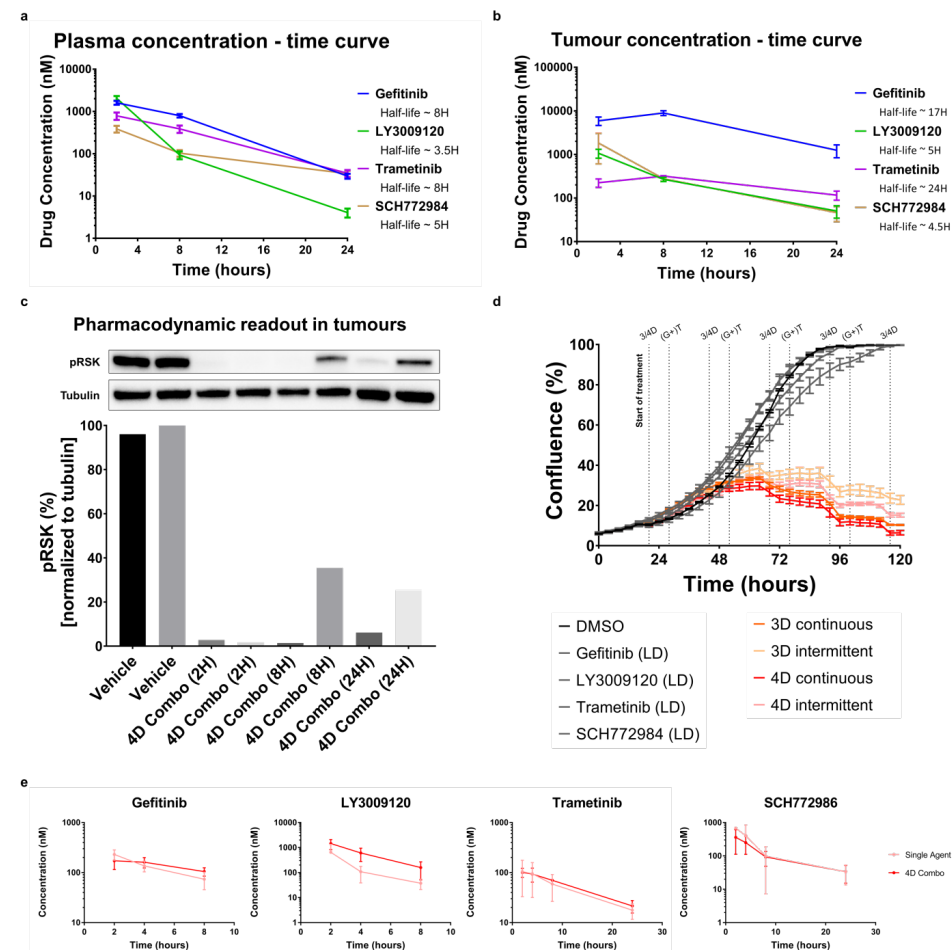 a
Plasma concentration - time curve
Drug Concentration (nM)
10000
1000
100
10
1
0
4
8
12
16
20
24
Time (hours)
Gefitinib
Half-life ~ 8H
LY3009120
Half-life ~ 3.5H
Trametinib
Half-life ~ 8H
SCH772984
Half-life ~ 5H
b
Tumour concentration - time curve
Drug Concentration (nM)
100000
10000
1000
100
10
0
4
8
12
16
20
24
Time (hours)
Gefitinib
Half-life ~ 17H
LY3009120
Half-life ~ 5H
Trametinib
Half-life ~ 24H
SCH772984
Half-life ~ 4.5H
c
Pharmacodynamic readout in tumours
pRSK
Tubulin
pRSK (%)
[normalized to tubulin]
100
80
60
40
20
0
Vehicle
Vehicle
4D Combo (2H)
4D Combo (2H)
4D Combo (8H)
4D Combo (8H)
4D Combo (24H)
4D Combo (24H)
d
3/4D
(G+)T
3/4D
(G+)T
3/4D
(G+)T
3/4D
(G+)T
3/4D
Start of treatment
Confluence (%)
100
80
60
40
20
0
0
24
48
72
96
120
Time (hours)
DMSO
Gefitinib (LD)
LY3009120 (LD)
Trametinib (LD)
SCH772984 (LD)
3D continuous
3D intermittent
4D continuous
4D intermittent
e
Gefitinib
Concentration (nM)
1000
100
10
0
2
4
6
8
10
Time (hours)
LY3009120
Concentration (nM)
10000
1000
100
10
1
0
2
4
6
8
10
Time (hours)
Trametinib
Concentration (nM)
1000
100
10
0
10
20
30
Time (hours)
SCH772986
Concentration (nM)
1000
100
10
1
0
10
20
30
Time (hours)
Single Agent
4D Combo